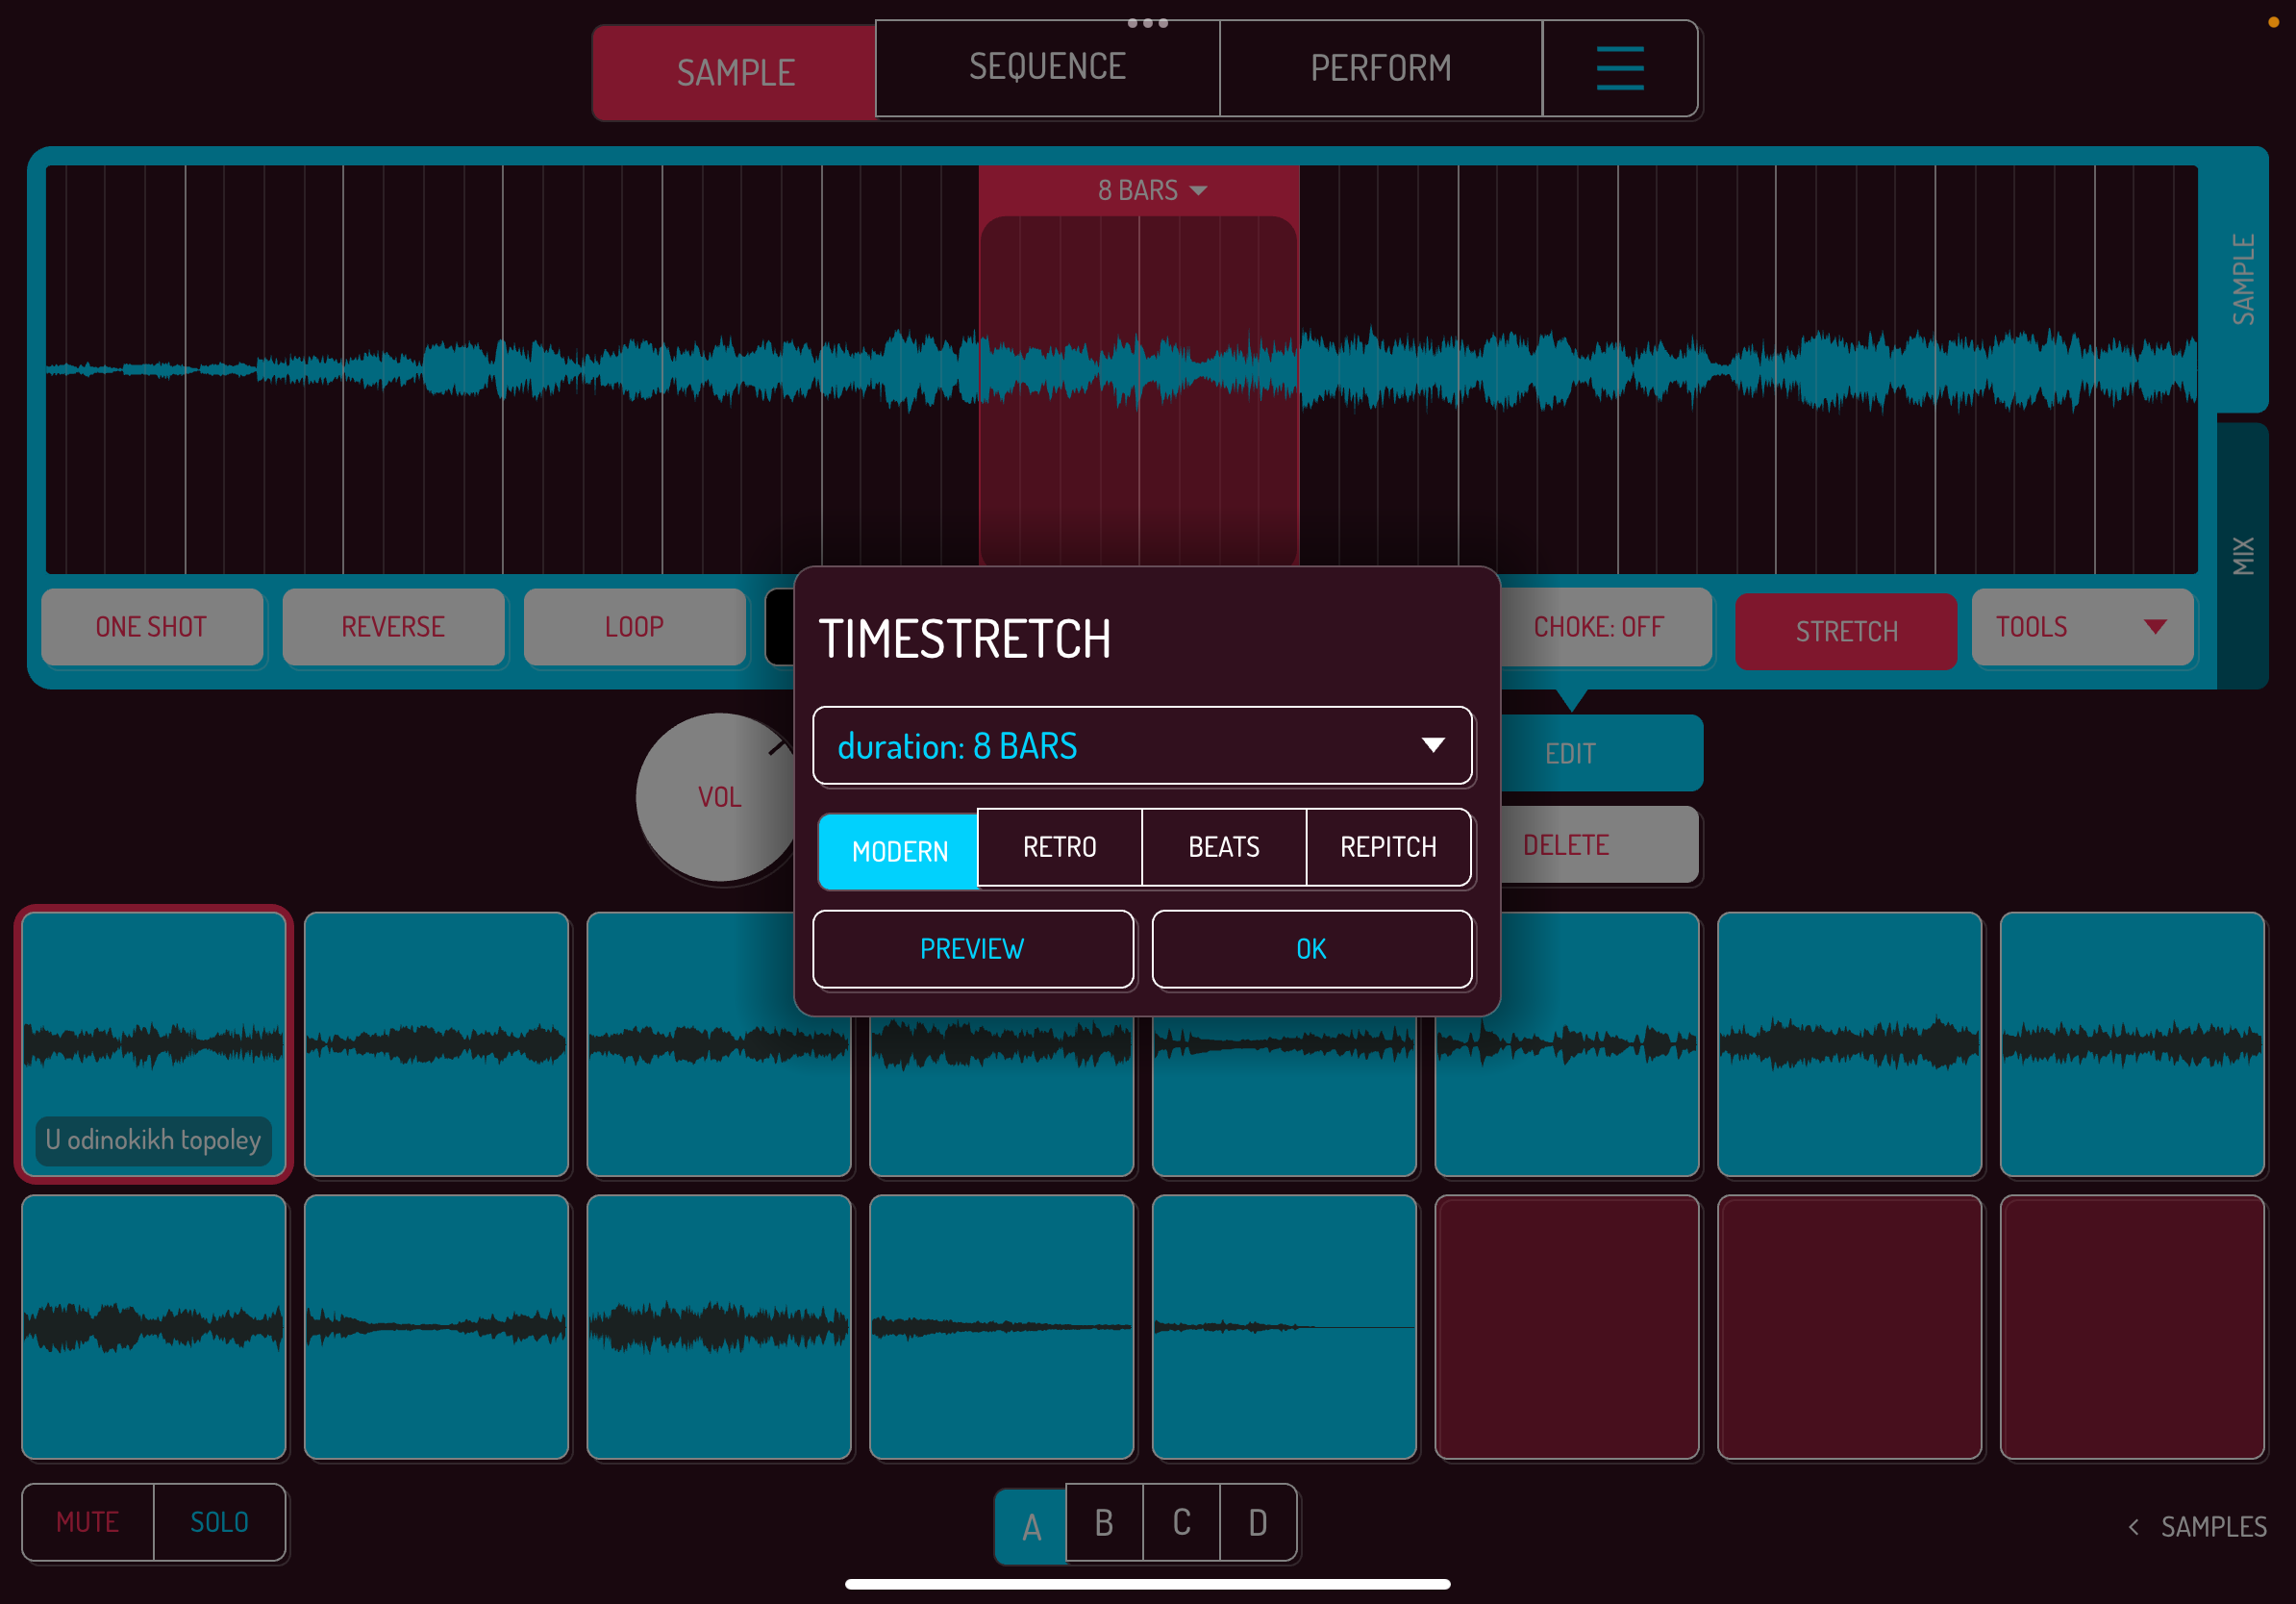 SAMPLE
SEQUENCE
PERFORM
8 BARS
SAMPLE
MIX
ONE SHOT
REVERSE
LOOP
CHOKE: OFF
STRETCH
TOOLS
TIMESTRETCH
duration: 8 BARS
MODERN
RETRO
BEATS
REPITCH
PREVIEW
OK
VOL
EDIT
DELETE
U odinokikh topoley
MUTE
SOLO
A
B
C
D
< SAMPLES